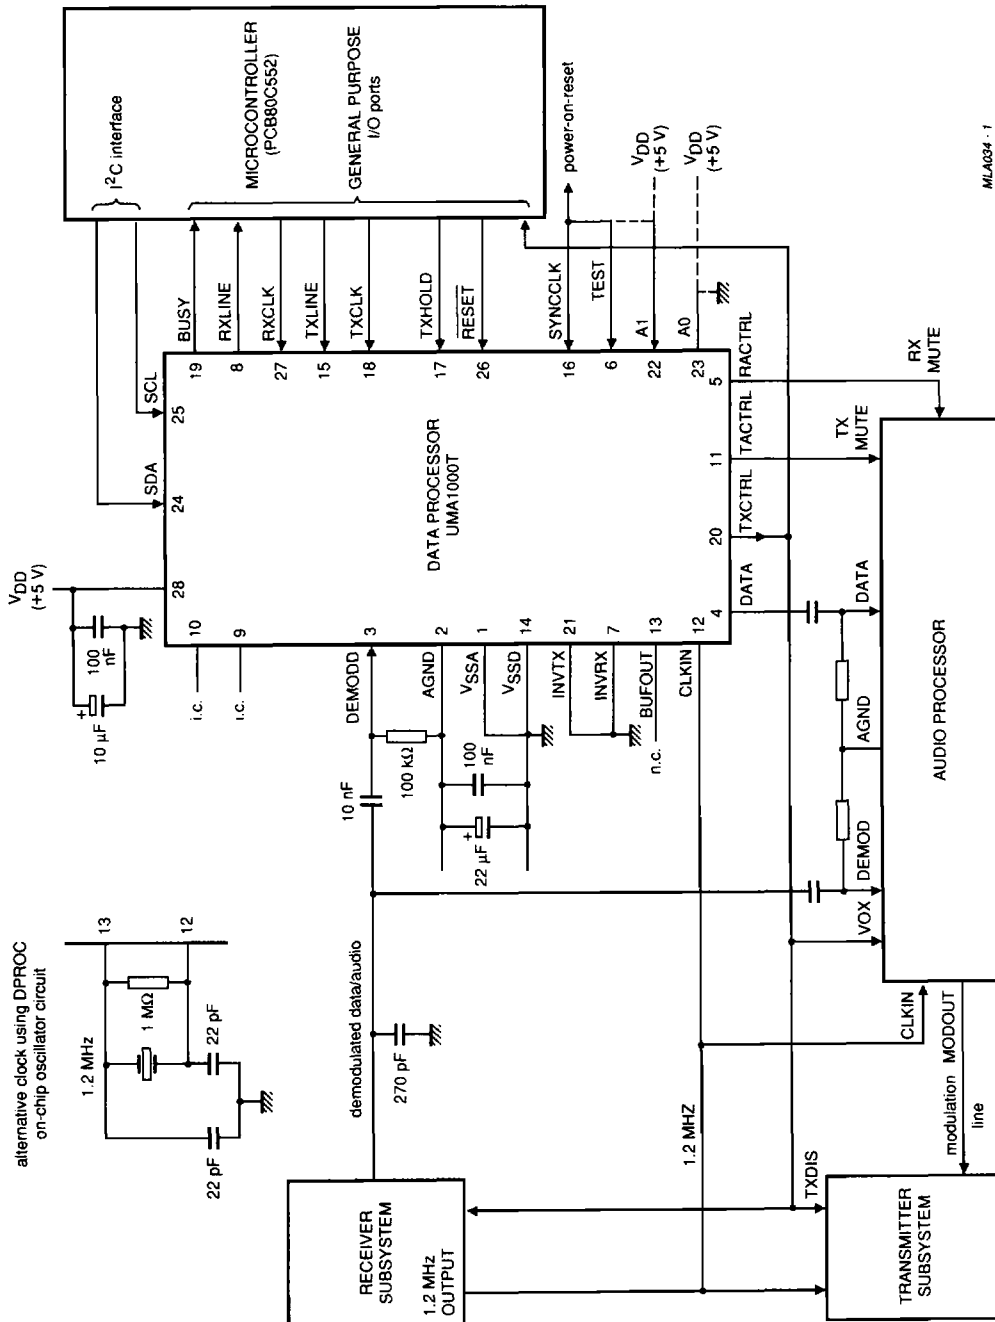 alternative clock using DPROC
on-chip oscillator circuit
1.2 MHz
13
12
1 MΩ
22 pF
22 pF
VDD
(+5 V)
10 µF
+
100
nF
I²C interface
MICROCONTROLLER
(PCB80C552)
GENERAL PURPOSE
I/O ports
SDA
SCL
BUSY
RXLINE
RXCLK
TXLINE
TXCLK
TXHOLD
RESET
SYNCCLK
TEST
A1
A0
power-on-reset
VDD
(+5 V)
VDD
(+5 V)
28
24
25
19
8
27
15
18
17
26
16
6
22
23
10
9
3
2
1
14
21
7
13
12
4
20
11
5
DATA PROCESSOR
UMA1000T
i.c.
i.c.
DEMODD
AGND
VSSA
VSSD
INVTX
INVRX
BUFOUT
CLKIN
n.c.
10 nF
100 kΩ
100
nF
22 µF
+
DATA
TXCTRL
TACTRL
RACTRL
RX
MUTE
TX
MUTE
demodulated data/audio
270 pF
RECEIVER
SUBSYSTEM
1.2 MHz
OUTPUT
1.2 MHZ
CLKIN
VOX
DEMOD
AGND
DATA
AUDIO PROCESSOR
TXDIS
modulation
line
MODOUT
TRANSMITTER
SUBSYSTEM
MLA034 - 1